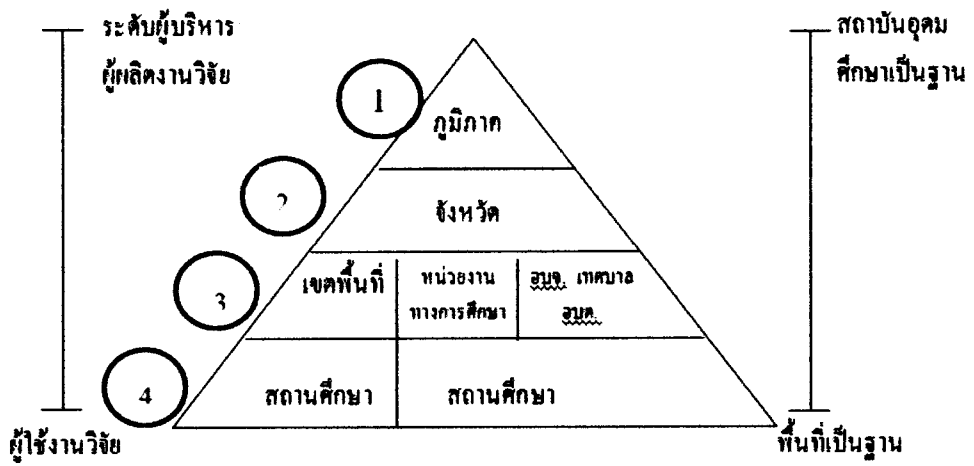 ระดับผู้บริหาร
ผู้ผลิตงานวิจัย
สถาบันอุดม
ศึกษาเป็นฐาน
1
ภูมิภาค
2
จังหวัด
3
เขตพื้นที่
หน่วยงาน
ทางการศึกษา
อบจ. เทศบาล
อบต.
4
สถานศึกษา
สถานศึกษา
ผู้ใช้งานวิจัย
พื้นที่เป็นฐาน